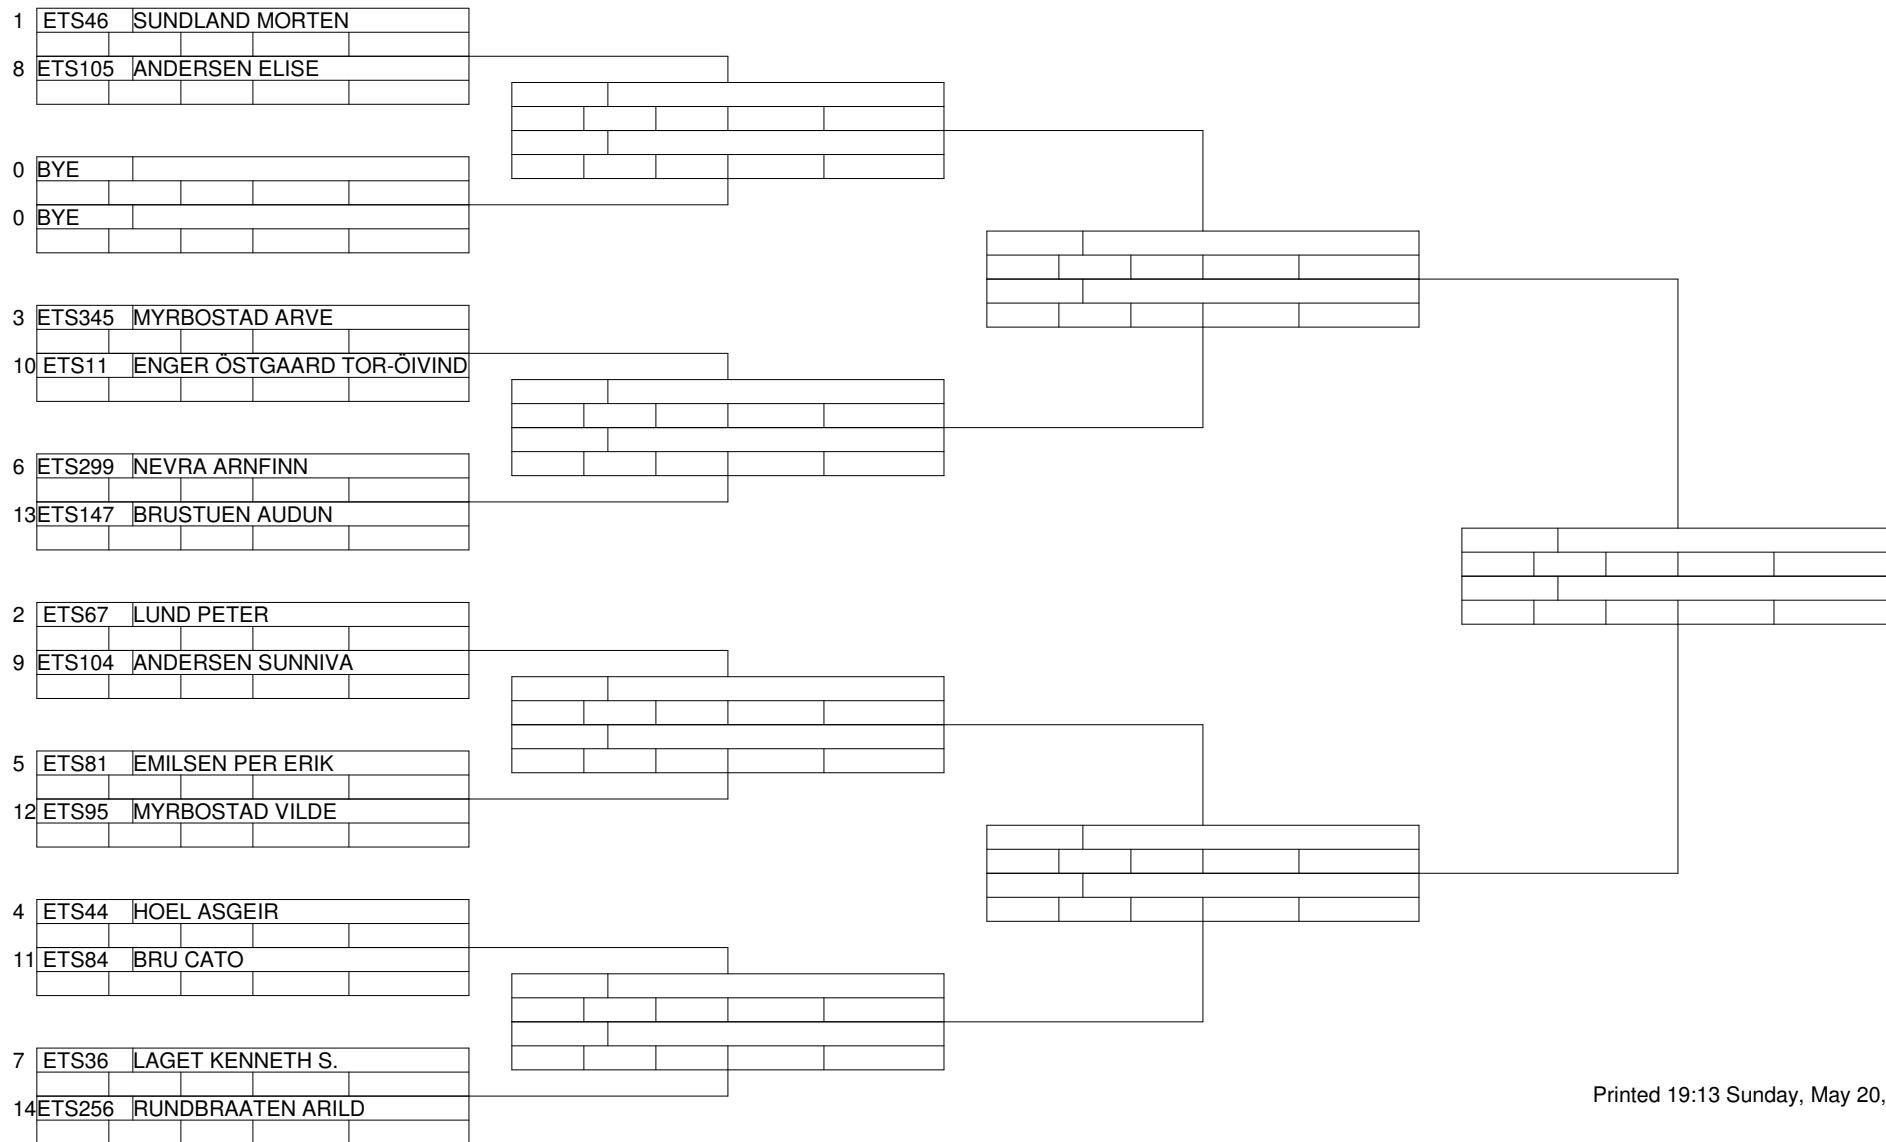 1 ETS46 SUNDLAND MORTEN
8 ETS105 ANDERSEN ELISE
0 BYE
0 BYE
3 ETS345 MYRBOSTAD ARVE
10 ETS11 ENGER ÖSTGAARD TOR-ÖIVIND
6 ETS299 NEVRA ARNFINN
13 ETS147 BRUSTUEN AUDUN
2 ETS67 LUND PETER
9 ETS104 ANDERSEN SUNNIVA
5 ETS81 EMILSEN PER ERIK
12 ETS95 MYRBOSTAD VILDE
4 ETS44 HOEL ASGEIR
11 ETS84 BRU CATO
7 ETS36 LAGET KENNETH S.
14 ETS256 RUNDBRAATEN ARILD
Printed 19:13 Sunday, May 20,